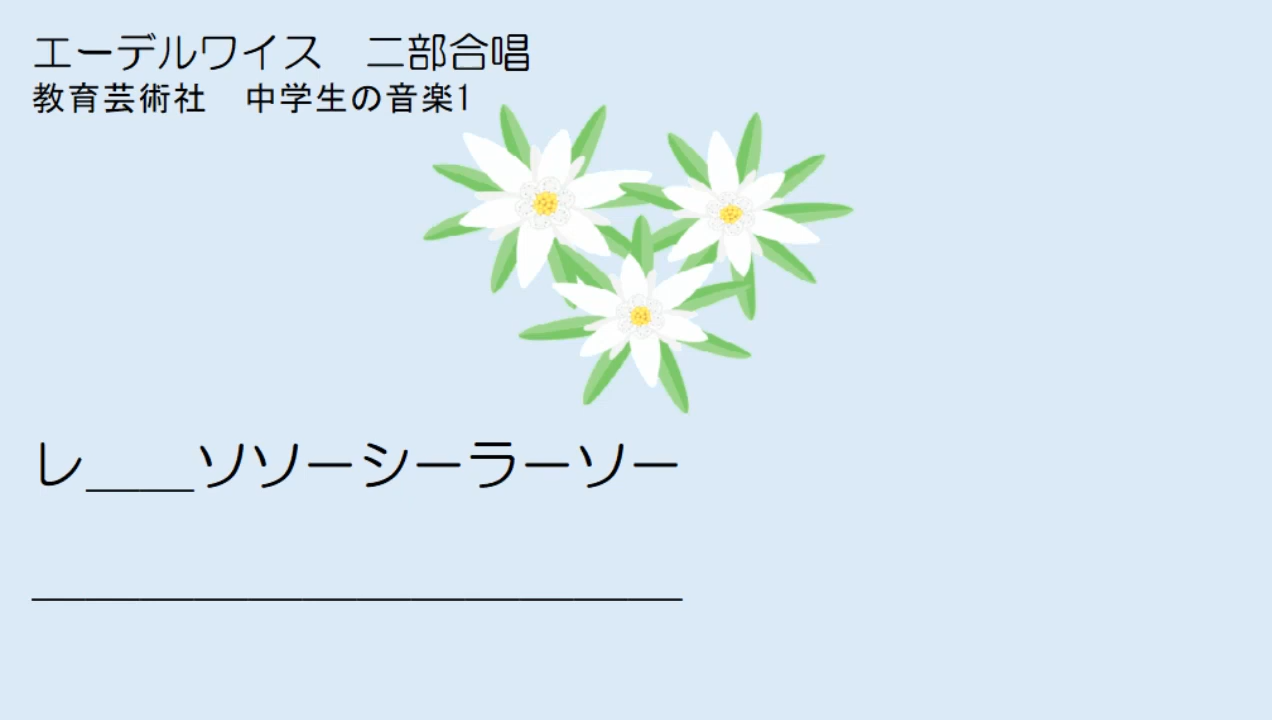 エーデルワイス　二部合唱
教育芸術社　中学生の音楽1
レ＿＿ソソーシーラーソー
＿＿＿＿＿＿＿＿＿＿＿＿